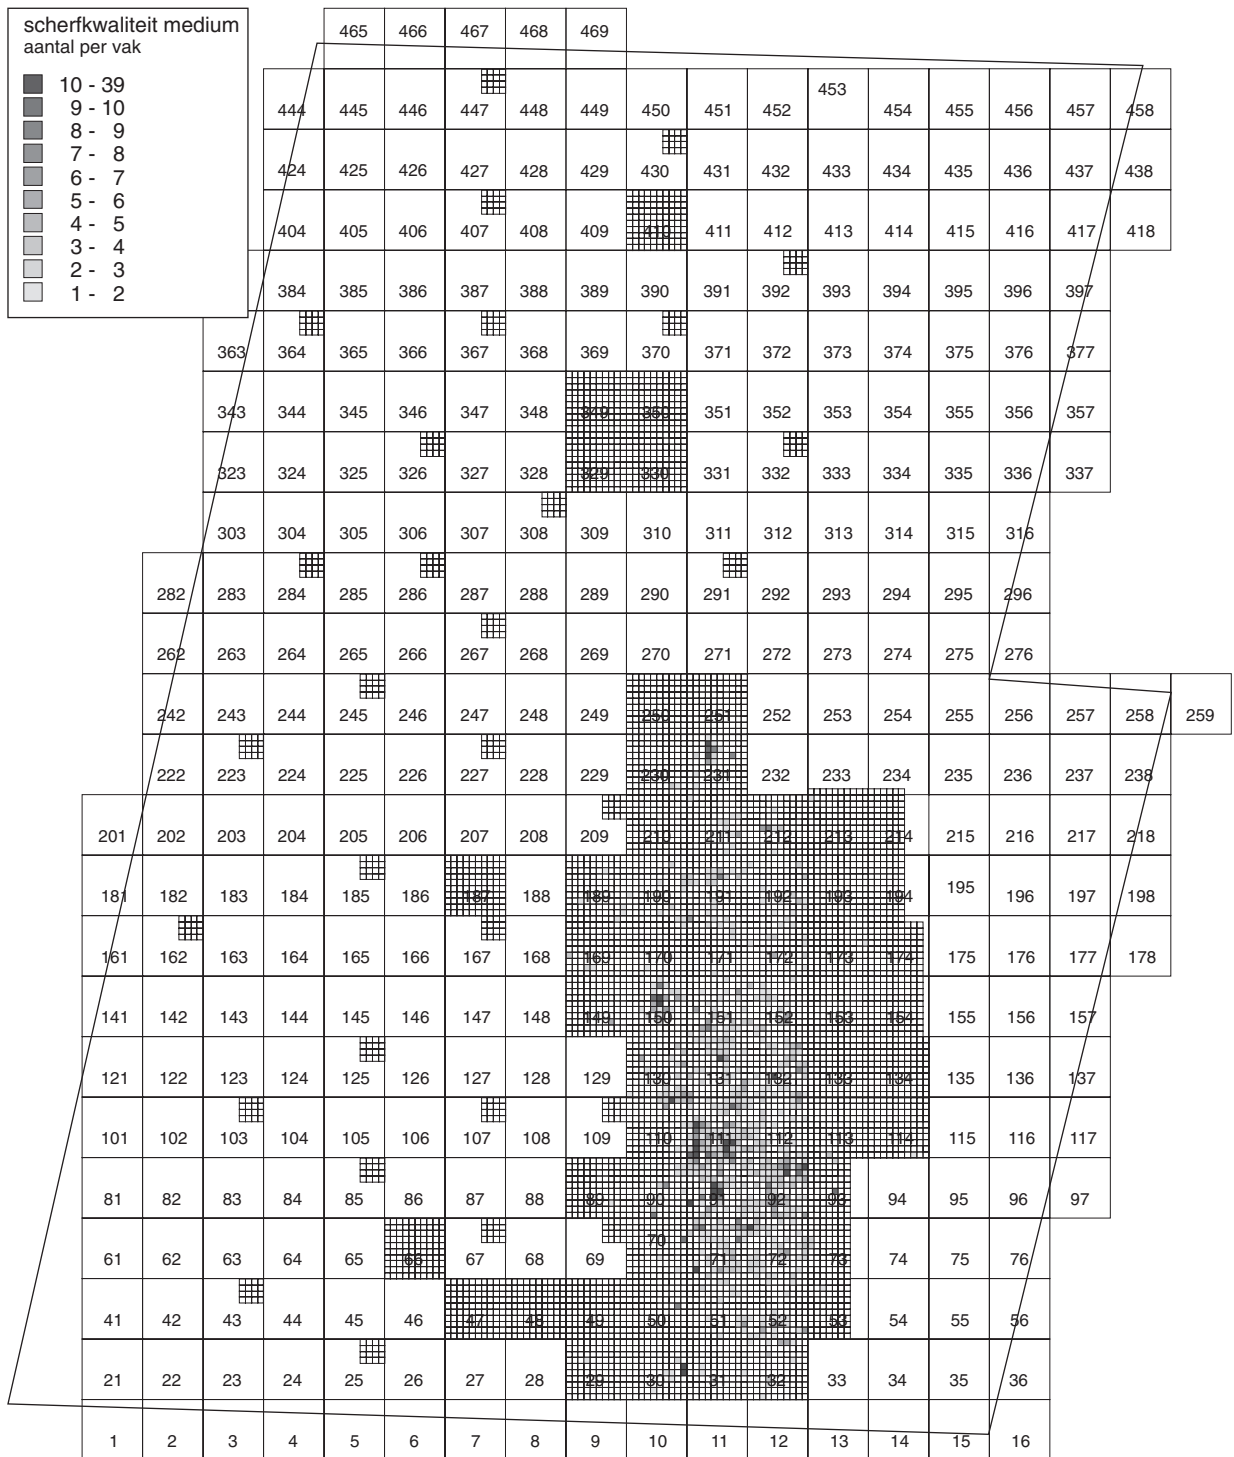 scherfkwaliteit medium
aantal per vak
10 - 39
9 - 10
8 - 9
7 - 8
6 - 7
5 - 6
4 - 5
3 - 4
2 - 3
1 - 2
465 466 467 468 469
444 445 446 447 448 449 450 451 452 453 454 455 456 457 458
424 425 426 427 428 429 430 431 432 433 434 435 436 437 438
404 405 406 407 408 409 410 411 412 413 414 415 416 417 418
384 385 386 387 388 389 390 391 392 393 394 395 396 397
363 364 365 366 367 368 369 370 371 372 373 374 375 376 377
343 344 345 346 347 348 349 350 351 352 353 354 355 356 357
323 324 325 326 327 328 329 330 331 332 333 334 335 336 337
303 304 305 306 307 308 309 310 311 312 313 314 315 316
282 283 284 285 286 287 288 289 290 291 292 293 294 295 296
262 263 264 265 266 267 268 269 270 271 272 273 274 275 276
242 243 244 245 246 247 248 249 250 251 252 253 254 255 256 257 258 259
222 223 224 225 226 227 228 229 230 231 232 233 234 235 236 237 238
201 202 203 204 205 206 207 208 209 210 211 212 213 214 215 216 217 218
181 182 183 184 185 186 187 188 189 190 191 192 193 194 195 196 197 198
161 162 163 164 165 166 167 168 169 170 171 172 173 174 175 176 177 178
141 142 143 144 145 146 147 148 149 150 151 152 153 154 155 156 157
121 122 123 124 125 126 127 128 129 130 131 132 133 134 135 136 137
101 102 103 104 105 106 107 108 109 110 111 112 113 114 115 116 117
81 82 83 84 85 86 87 88 89 90 91 92 93 94 95 96 97
61 62 63 64 65 66 67 68 69 70 71 72 73 74 75 76
41 42 43 44 45 46 47 48 49 50 51 52 53 54 55 56
21 22 23 24 25 26 27 28 29 30 31 32 33 34 35 36
1 2 3 4 5 6 7 8 9 10 11 12 13 14 15 16